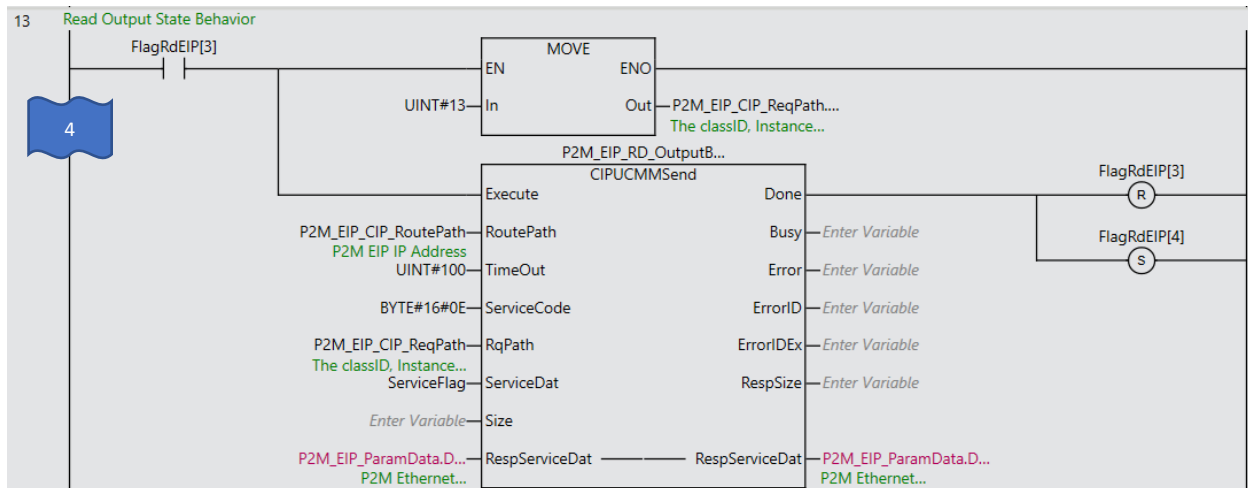 13 Read Output State Behavior
FlagRdEIP[3]
MOVE
EN ENO
UINT#13 In Out P2M_EIP_CIP_ReqPath....
The classID, Instance...
4
P2M_EIP_RD_OutputB...
CIPUCMMSend
FlagRdEIP[3]
Execute Done R
P2M_EIP_CIP_RoutePath RoutePath Busy Enter Variable
P2M EIP IP Address
FlagRdEIP[4]
UINT#100 TimeOut Error Enter Variable S
BYTE#16#0E ServiceCode ErrorID Enter Variable
P2M_EIP_CIP_ReqPath RqPath ErrorIDEx Enter Variable
The classID, Instance...
ServiceFlag ServiceDat RespSize Enter Variable
Enter Variable Size
P2M_EIP_ParamData.D... RespServiceDat RespServiceDat P2M_EIP_ParamData.D...
P2M Ethernet... P2M Ethernet...